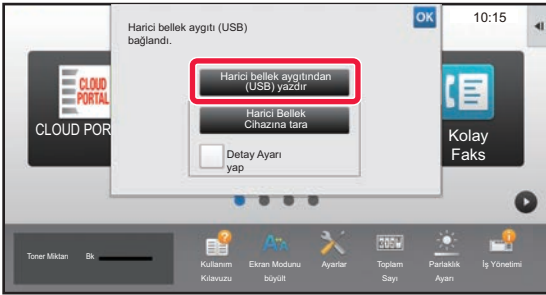 Harici bellek aygıtı (USB)
bağlandı.
OK
10:15
Harici bellek aygıtından
(USB) yazdır
Harici Bellek
Cihazına tara
Detay Ayarı
yap
CLOUD
PORTAL
CLOUD POR
Kolay
Faks
Toner Miktarı Bk
Kullanım
Kılavuzu
Ekran Modunu
büyült
Ayarlar
Toplam
Sayı
Parlaklık
Ayarı
İş Yönetimi